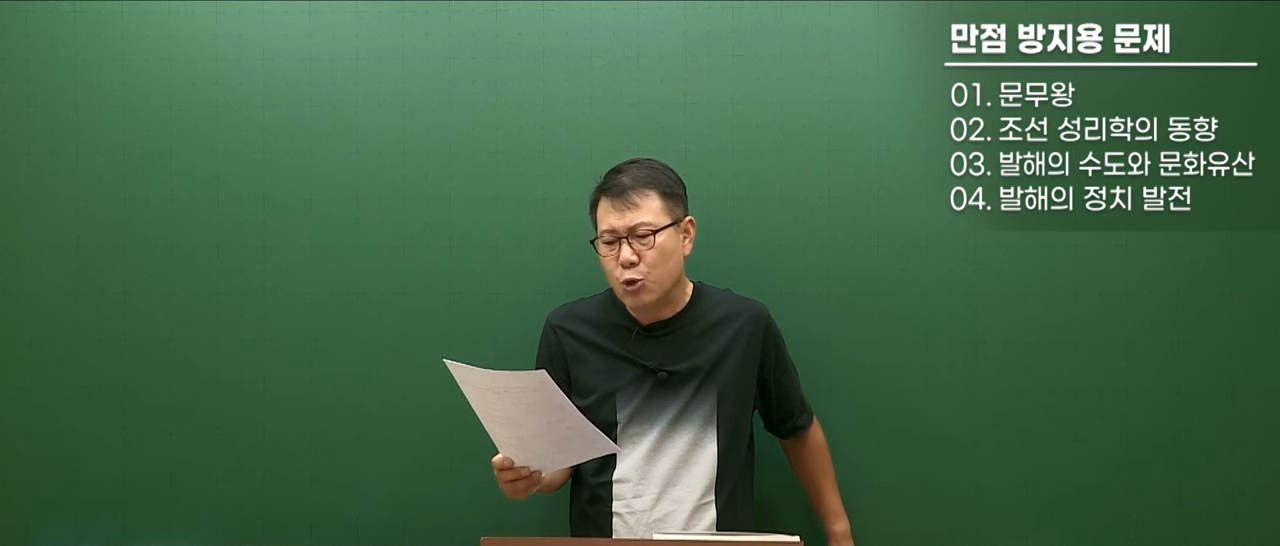 만점 방지용 문제
01. 문무왕
02. 조선 성리학의 동향
03. 발해의 수도와 문화유산
04. 발해의 정치 발전